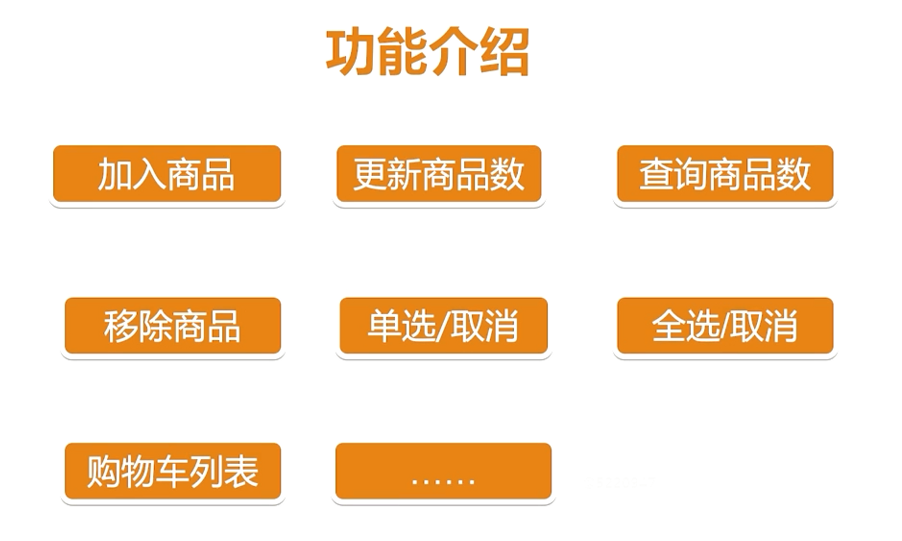 功能介绍
加入商品
更新商品数
查询商品数
移除商品
单选/取消
全选/取消
购物车列表
......